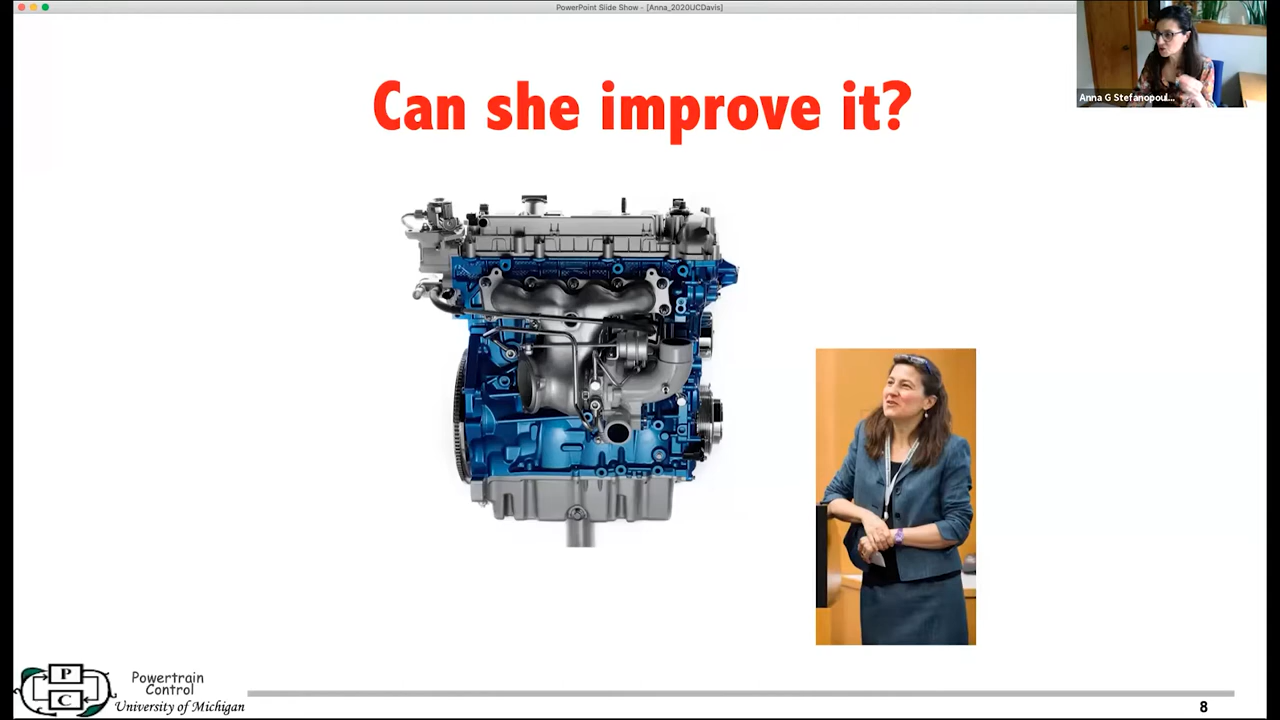 PowerPoint Slide Show - [Anna_2020UCDavis]
Anna G Stefanopoul...
Can she improve it?
P
C
Powertrain
Control
University of Michigan
8